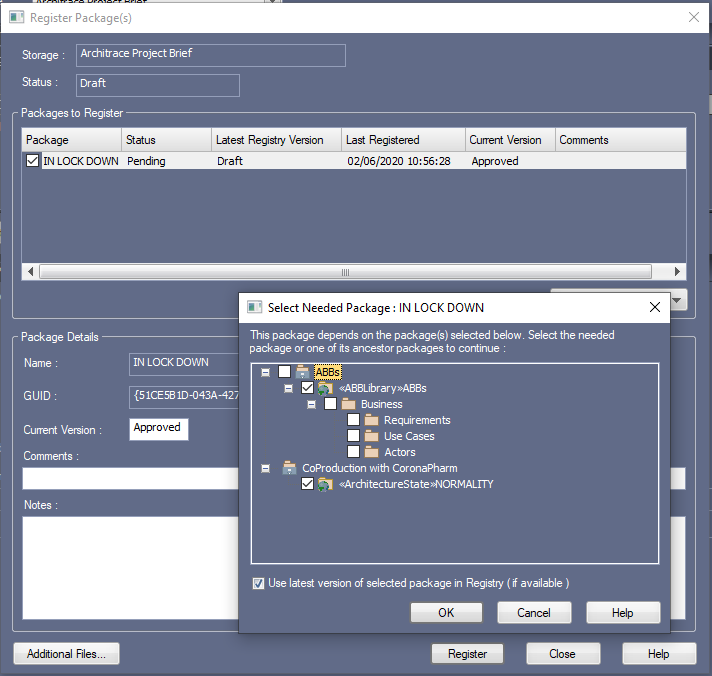 Architrace Project Brief
Register Package(s)
Storage :
Architrace Project Brief
Status :
Draft
Packages to Register
Package Status Latest Registry Version Last Registered Current Version Comments
IN LOCK DOWN Pending Draft 02/06/2020 10:56:28 Approved
Package Details
Name :
IN LOCK DOWN
GUID :
{51CE5B1D-043A-427
Current Version :
Approved
Comments :
Notes :
Select Needed Package : IN LOCK DOWN
This package depends on the package(s) selected below. Select the needed
package or one of its ancestor packages to continue :
ABBs
«ABBLibrary»ABBs
Business
Requirements
Use Cases
Actors
CoProduction with CoronaPharm
«ArchitectureState»NORMALITY
Use latest version of selected package in Registry ( if available )
OK Cancel Help
Additional Files... Register Close Help